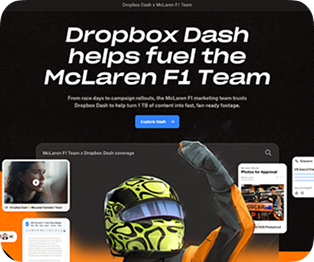 Dropbox Dash x McLaren F1 Team
Dropbox Dash
helps fuel the
McLaren F1 Team
From race days to campaign rollouts, the McLaren F1 marketing team trusts
Dropbox Dash to help turn 1 TB of content into fast, fan-ready footage.
Explore Dash
McLaren F1 Team x Dropbox Dash coverage
Photos for Approval